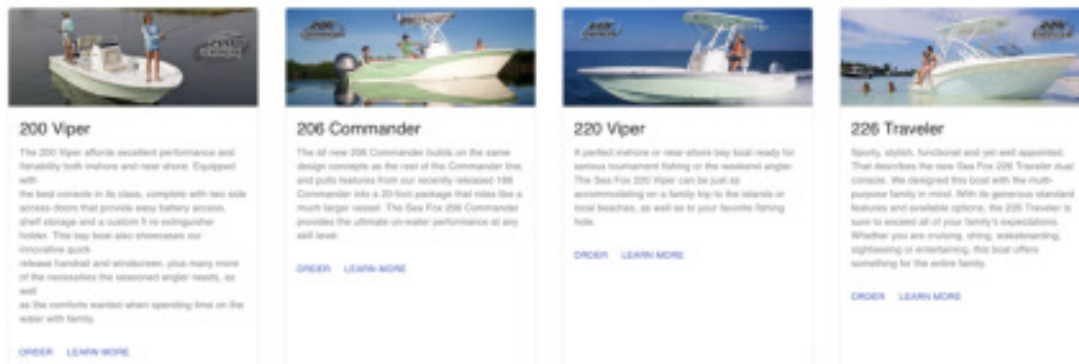 200 Viper
The 200 Viper affords excellent performance and
fishability both inshore and near shore. Equipped
with
the best console in its class, complete with two side
access doors that provide easy battery access,
shelf storage and a custom fi re extinguisher
holder. This bay boat also showcases our
innovative quick
release handrail and windscreen, plus many more
of the necessities the seasoned angler needs, as
well
as the comforts wanted when spending time on the
water with family.
ORDER LEARN MORE
206 Commander
The all new 206 Commander builds on the same
design concepts as the rest of the Commander line,
and pulls features from our recently released 186
Commander into a 20-foot package that rides like a
much larger vessel. The Sea Fox 206 Commander
provides the ultimate on-water performance at any
skill level.
ORDER LEARN MORE
220 Viper
A perfect inshore or near-shore bay boat ready for
serious tournament fishing or the weekend angler.
The Sea Fox 220 Viper can be just as
accommodating on a family trip to the islands or
local beaches, as well as to your favorite fishing
hole.
ORDER LEARN MORE
226 Traveler
Sporty, stylish, functional and yet well appointed.
That describes the new Sea Fox 226 Traveler dual
console. We designed this boat with the multi-
purpose family in mind. With its generous standard
features and available options, the 226 Traveler is
sure to exceed all of your family's expectations.
Whether you are cruising, shing, wakeboarding,
sightseeing or entertaining, this boat offers
something for the entire family.
ORDER LEARN MORE